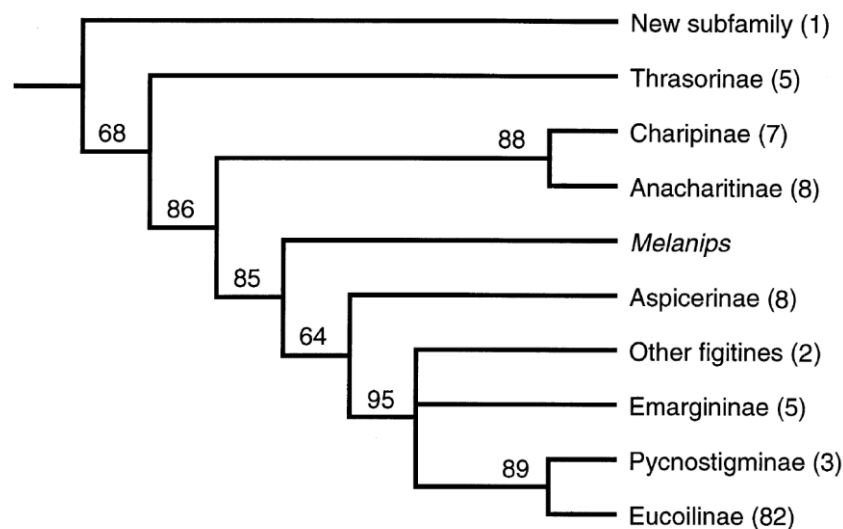 New subfamily (1)
Thrasorinae (5)
68
88
Charipinae (7)
Anacharitinae (8)
86
Melanips
85
Aspicerinae (8)
64
Other figitines (2)
95
Emargininae (5)
89
Pycnostigminae (3)
Eucoilinae (82)